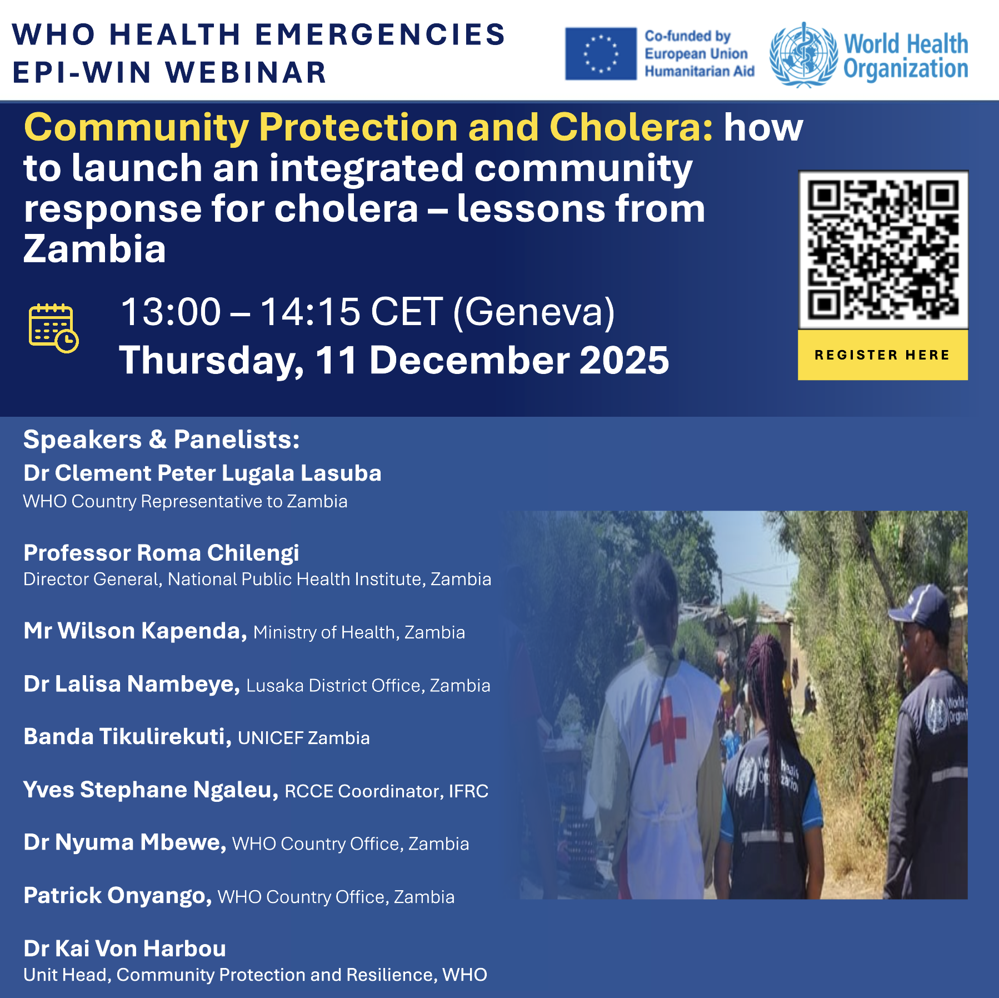 WHO HEALTH EMERGENCIES
EPI-WIN WEBINAR
Co-funded by
European Union
Humanitarian Aid
World Health
Organization
Community Protection and Cholera: how
to launch an integrated community
response for cholera – lessons from
Zambia
13:00 – 14:15 CET (Geneva)
Thursday, 11 December 2025
REGISTER HERE
Speakers & Panelists:
Dr Clement Peter Lugala Lasuba
WHO Country Representative to Zambia
Professor Roma Chilengi
Director General, National Public Health Institute, Zambia
Mr Wilson Kapenda, Ministry of Health, Zambia
Dr Lalisa Nambeye, Lusaka District Office, Zambia
Banda Tikulirekuti, UNICEF Zambia
Yves Stephane Ngaleu, RCCE Coordinator, IFRC
Dr Nyuma Mbewe, WHO Country Office, Zambia
Patrick Onyango, WHO Country Office, Zambia
Dr Kai Von Harbou
Unit Head, Community Protection and Resilience, WHO